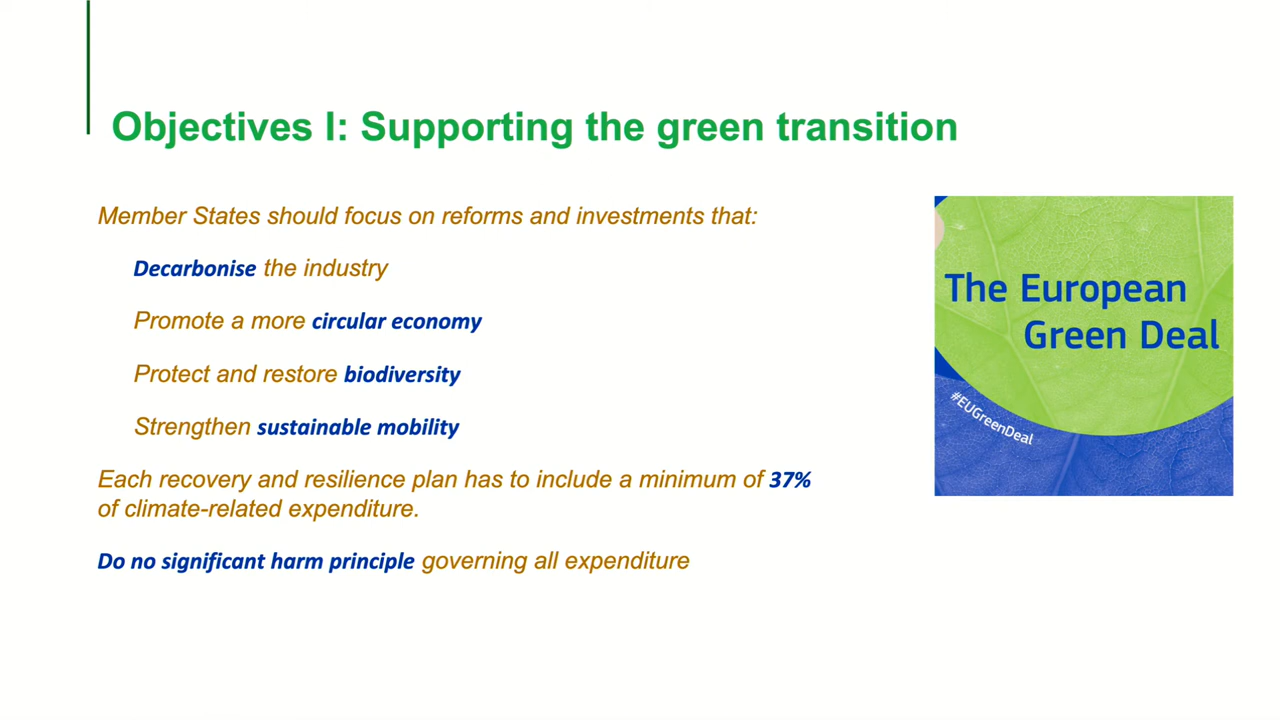 Objectives I: Supporting the green transition
Member States should focus on reforms and investments that:
Decarbonise the industry
Promote a more circular economy
Protect and restore biodiversity
Strengthen sustainable mobility
Each recovery and resilience plan has to include a minimum of 37%
of climate-related expenditure.
Do no significant harm principle governing all expenditure
The European
Green Deal
#EUGreenDeal